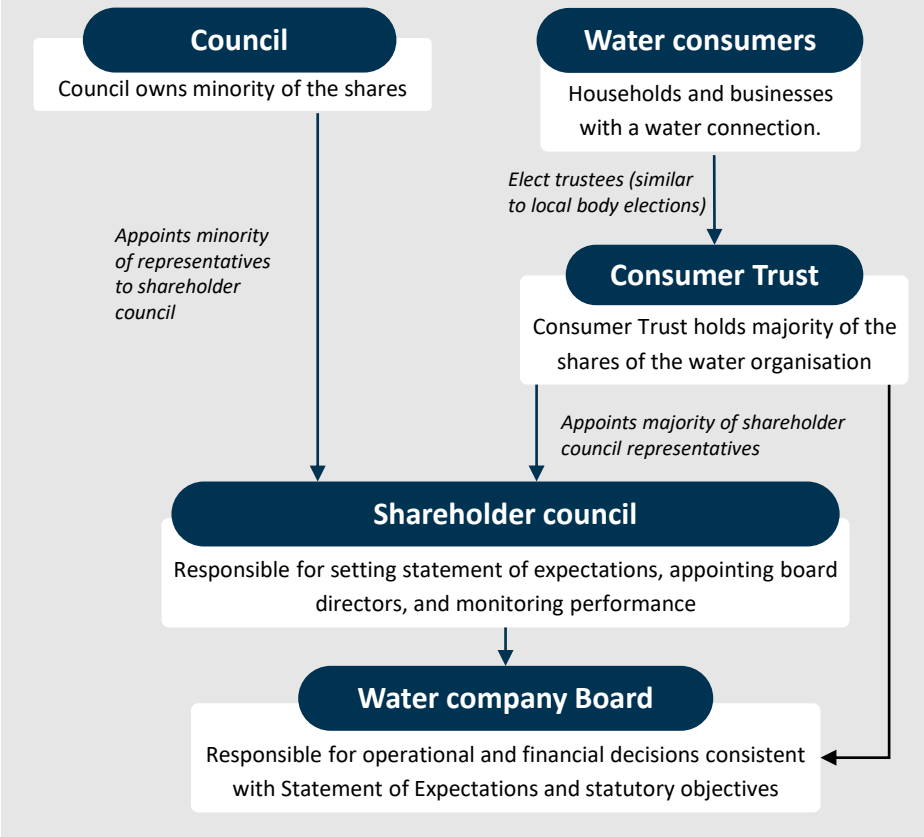 Council
Council owns minority of the shares
Water consumers
Households and businesses
with a water connection.
Elect trustees (similar
to local body elections)
Appoints minority
of representatives
to shareholder
council
Consumer Trust
Consumer Trust holds majority of the
shares of the water organisation
Appoints majority of shareholder
council representatives
Shareholder council
Responsible for setting statement of expectations, appointing board
directors, and monitoring performance
Water company Board
Responsible for operational and financial decisions consistent
with Statement of Expectations and statutory objectives